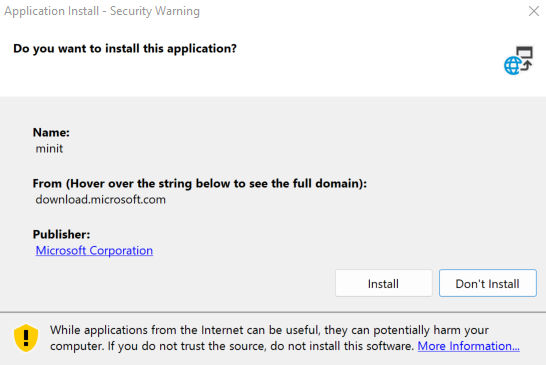 Application Install - Security Warning
Do you want to install this application?
Name:
minit
From (Hover over the string below to see the full domain):
download.microsoft.com
Publisher:
Microsoft Corporation
Install
Don't Install
While applications from the Internet can be useful, they can potentially harm your
computer. If you do not trust the source, do not install this software. More Information...